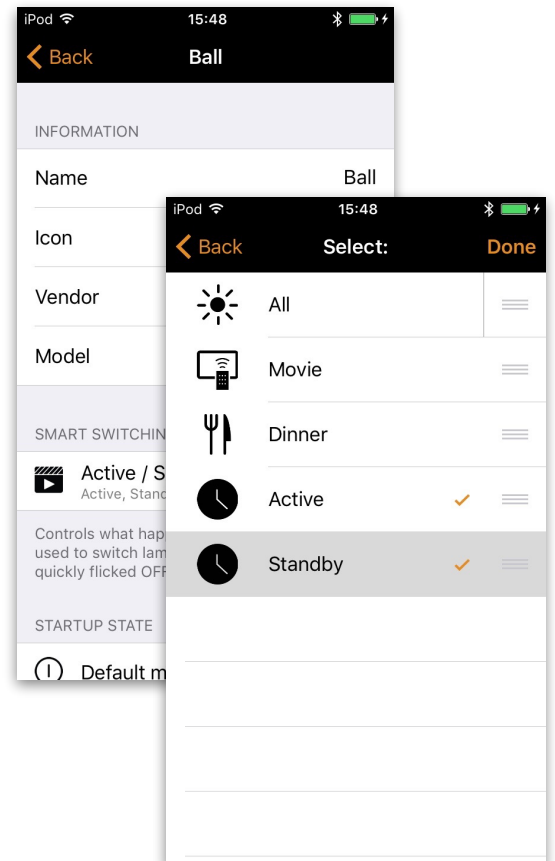 iPod 15:48
Back Ball
INFORMATION
Name Ball
Icon
Vendor
Model
SMART SWITCHIN
Active / S
Active, Stand
Controls what hap
used to switch lam
quickly flicked OFF
STARTUP STATE
Default m
iPod 15:48
Back Select: Done
All
Movie
Dinner
Active
Standby